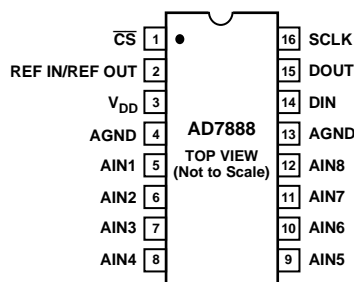 CS 1 16 SCLK
REF IN/REF OUT 2 15 DOUT
VDD 3 14 DIN
AGND 4 AD7888 13 AGND
AIN1 5 TOP VIEW 12 AIN8
(Not to Scale)
AIN2 6 11 AIN7
AIN3 7 10 AIN6
AIN4 8 9 AIN5